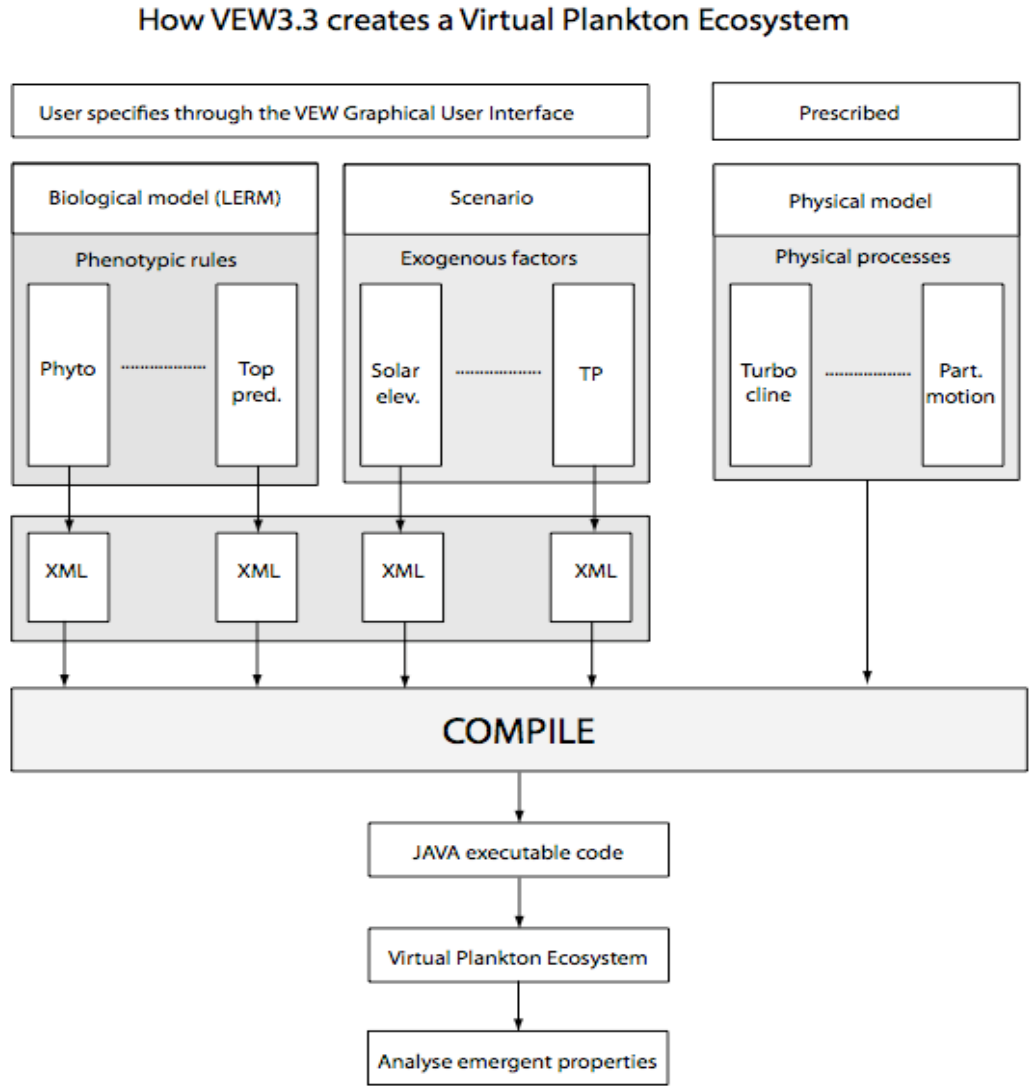 How VEW3.3 creates a Virtual Plankton Ecosystem
User specifies through the VEW Graphical User Interface
Prescribed
Biological model (LERM)
Scenario
Physical model
Phenotypic rules
Exogenous factors
Physical processes
Phyto
Top
pred.
Solar
elev.
TP
Turbo
cline
Part.
motion
XML
XML
XML
XML
COMPILE
JAVA executable code
Virtual Plankton Ecosystem
Analyse emergent properties